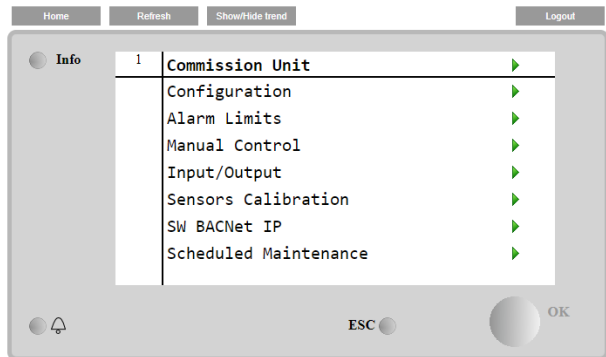 Home Refresh Show/Hide trend Logout
Info
1 Commission Unit
Configuration
Alarm Limits
Manual Control
Input/Output
Sensors Calibration
SW BACNet IP
Scheduled Maintenance
ESC OK